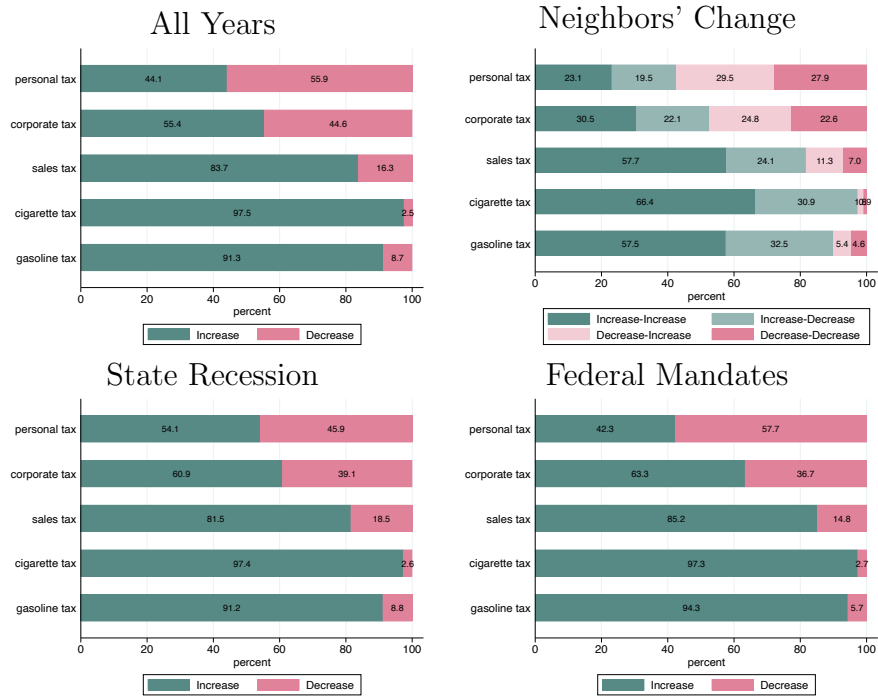 All Years
personal tax 44.1 55.9
corporate tax 55.4 44.6
sales tax 83.7 16.3
cigarette tax 97.5 2.5
gasoline tax 91.3 8.7
0 20 40 60 80 100
percent
Increase Decrease
Neighbors' Change
personal tax 23.1 19.5 29.5 27.9
corporate tax 30.5 22.1 24.8 22.6
sales tax 57.7 24.1 11.3 7.0
cigarette tax 66.4 30.9
gasoline tax 57.5 32.5 5.4 4.6
0 20 40 60 80 100
percent
Increase-Increase Increase-Decrease
Decrease-Increase Decrease-Decrease
State Recession
personal tax 54.1 45.9
corporate tax 60.9 39.1
sales tax 81.5 18.5
cigarette tax 97.4 2.6
gasoline tax 91.2 8.8
0 20 40 60 80 100
percent
Increase Decrease
Federal Mandates
personal tax 42.3 57.7
corporate tax 63.3 36.7
sales tax 85.2 14.8
cigarette tax 97.3 2.7
gasoline tax 94.3 5.7
0 20 40 60 80 100
percent
Increase Decrease